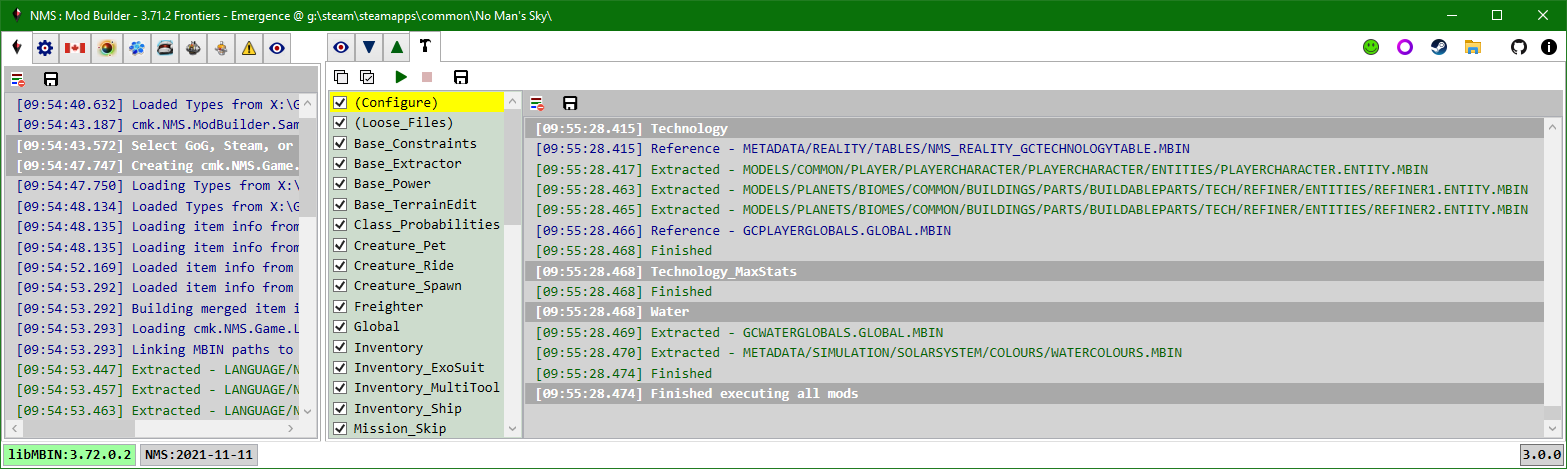 NMS : Mod Builder - 3.71.2 Frontiers - Emergence @ g:\steam\steamapps\common\No Man's Sky\
[09:54:40.632] Loaded Types from X:\G
[09:54:43.187] cmk.NMS.ModBuilder.Sam
[09:54:43.572] Select GoG, Steam, or
[09:54:47.747] Creating cmk.NMS.Game.
[09:54:47.750] Loading Types from X:\
[09:54:48.134] Loaded Types from X:\G
[09:54:48.135] Loading item info from
[09:54:48.135] Loading item info from
[09:54:52.169] Loaded item info from
[09:54:53.292] Loaded item info from
[09:54:53.292] Building merged item i
[09:54:53.293] Loading cmk.NMS.Game.L
[09:54:53.293] Linking MBIN paths to
[09:54:53.447] Extracted - LANGUAGE/N
[09:54:53.457] Extracted - LANGUAGE/N
[09:54:53.463] Extracted - LANGUAGE/N
(Configure)
(Loose_Files)
Base_Constraints
Base_Extractor
Base_Power
Base_TerrainEdit
Class_Probabilities
Creature_Pet
Creature_Ride
Creature_Spawn
Freighter
Global
Inventory
Inventory_ExoSuit
Inventory_MultiTool
Inventory_Ship
Mission_Skip
[09:55:28.415] Technology
[09:55:28.415] Reference - METADATA/REALITY/TABLES/NMS_REALITY_GCTECHNOLOGYTABLE.MBIN
[09:55:28.417] Extracted - MODELS/COMMON/PLAYER/PLAYERCHARACTER/PLAYERCHARACTER/ENTITIES/PLAYERCHARACTER.ENTITY.MBIN
[09:55:28.463] Extracted - MODELS/PLANETS/BIOMES/COMMON/BUILDINGS/PARTS/BUILDABLEPARTS/TECH/REFINER/ENTITIES/REFINER1.ENTITY.MBIN
[09:55:28.465] Extracted - MODELS/PLANETS/BIOMES/COMMON/BUILDINGS/PARTS/BUILDABLEPARTS/TECH/REFINER/ENTITIES/REFINER2.ENTITY.MBIN
[09:55:28.466] Reference - GCPLAYERGLOBALS.GLOBAL.MBIN
[09:55:28.468] Finished
[09:55:28.468] Technology_MaxStats
[09:55:28.468] Finished
[09:55:28.468] Water
[09:55:28.469] Extracted - GCWATERGLOBALS.GLOBAL.MBIN
[09:55:28.470] Extracted - METADATA/SIMULATION/SOLARSYSTEM/COLOURS/WATERCOLOURS.MBIN
[09:55:28.474] Finished
[09:55:28.474] Finished executing all mods
libMBIN:3.72.0.2
NMS:2021-11-11
3.0.0